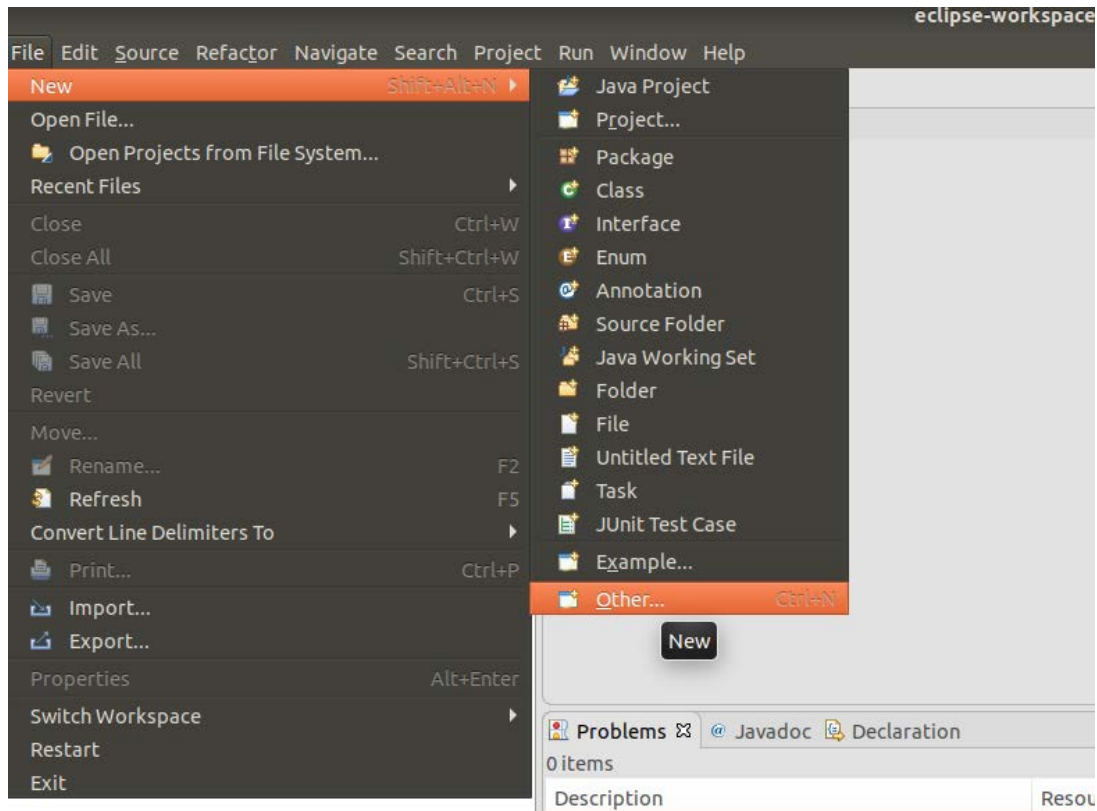 eclipse-workspace
File Edit Source Refactor Navigate Search Project Run Window Help
New Shift+Alt+N
Open File...
Open Projects from File System...
Recent Files
Close Ctrl+W
Close All Shift+Ctrl+W
Save Ctrl+S
Save As...
Save All Shift+Ctrl+S
Revert
Move...
Rename... F2
Refresh F5
Convert Line Delimiters To
Print... Ctrl+P
Import...
Export...
Properties Alt+Enter
Switch Workspace
Restart
Exit
Java Project
Project...
Package
Class
Interface
Enum
Annotation
Source Folder
Java Working Set
Folder
File
Untitled Text File
Task
JUnit Test Case
Example...
Other... Ctrl+N
New
Problems @ Javadoc Declaration
0 items
Description Resou